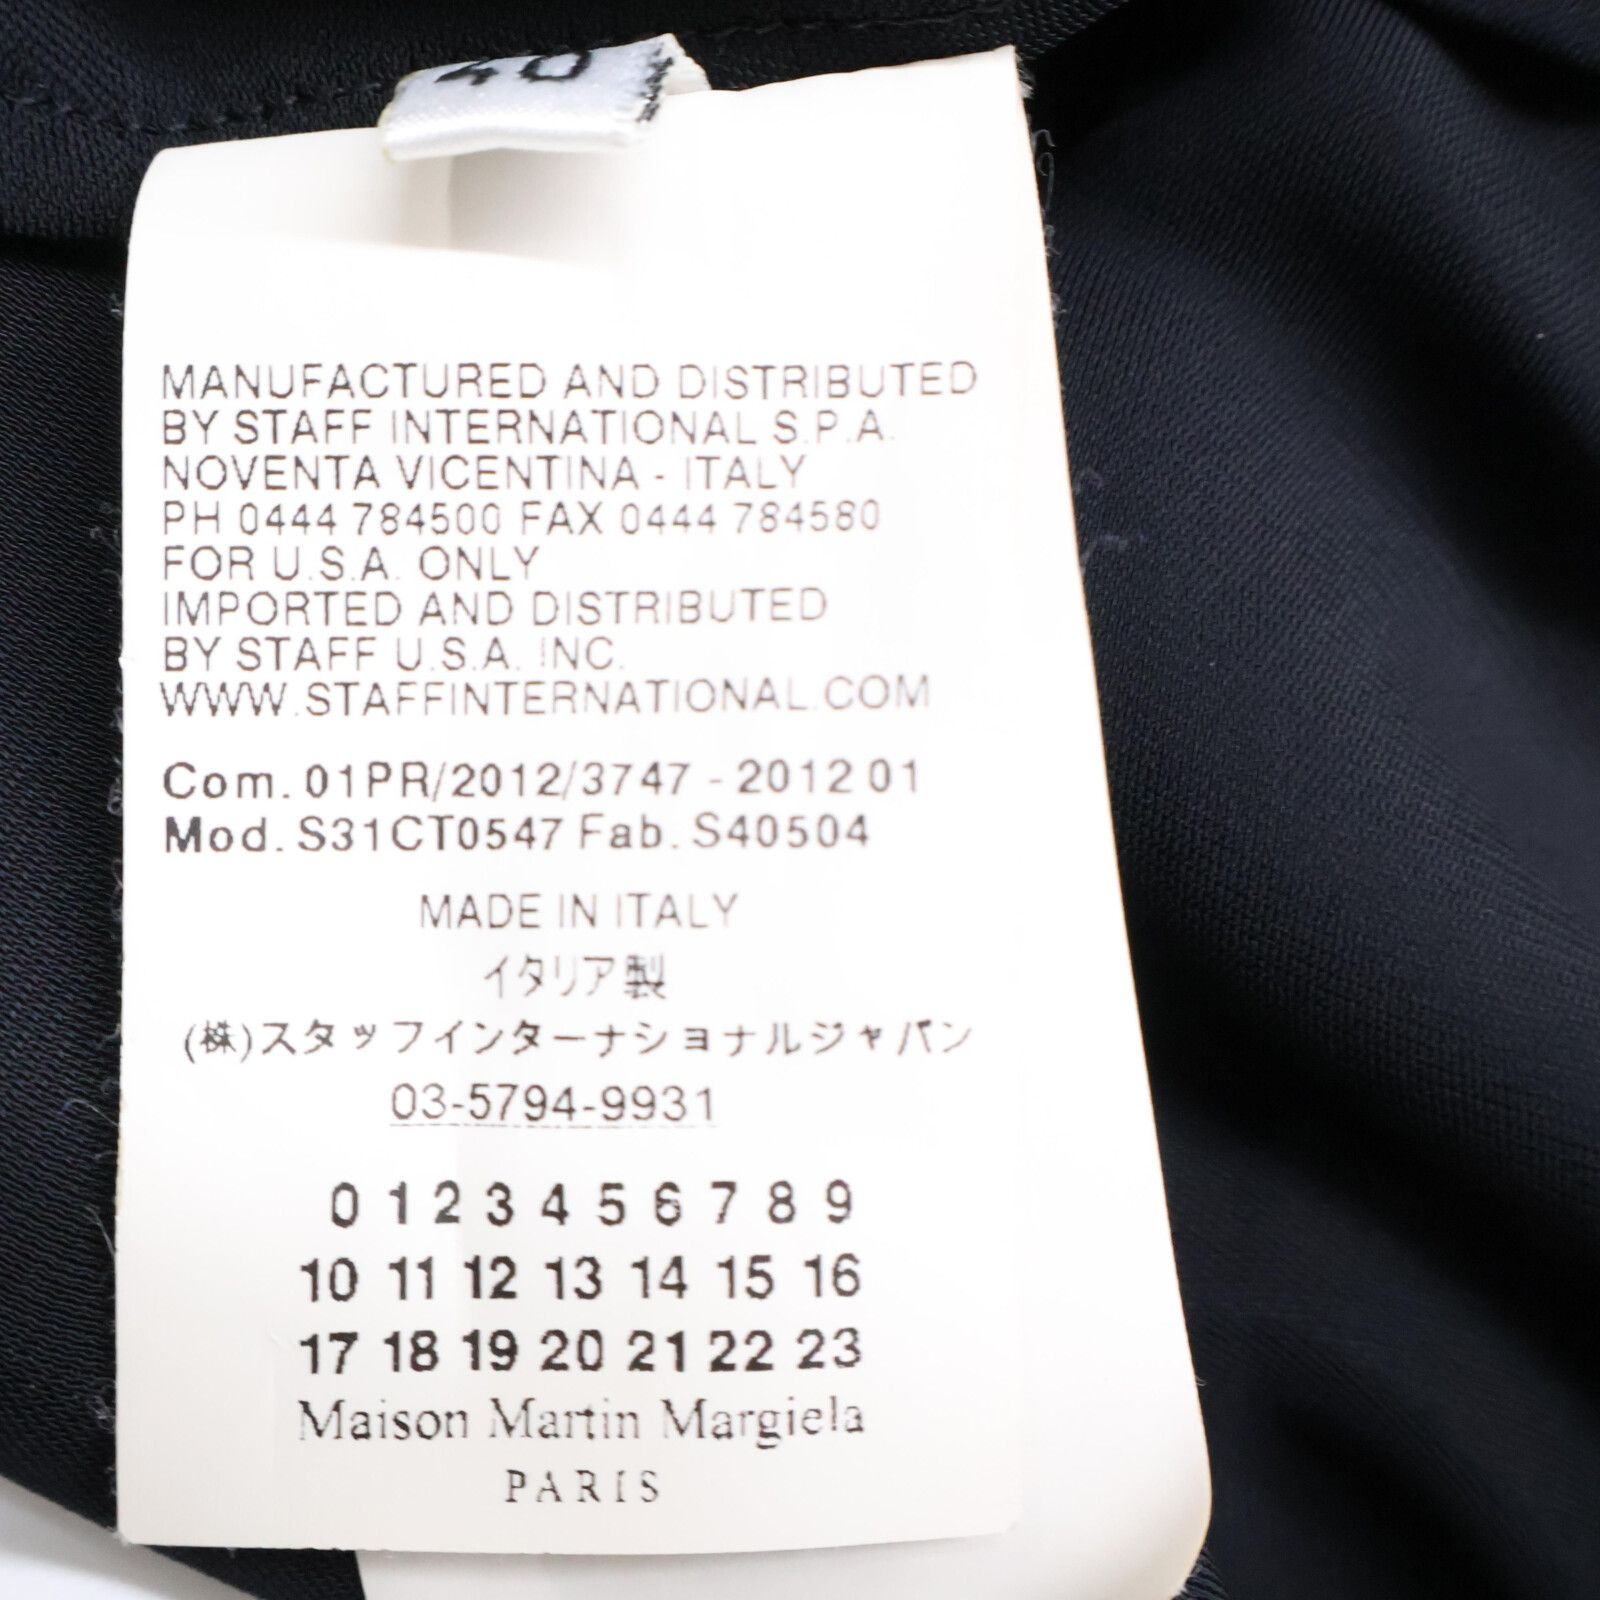 40
MANUFACTURED AND DISTRIBUTED
BY STAFF INTERNATIONAL S.P.A.
NOVENTA VICENTINA - ITALY
PH 0444 784500 FAX 0444 784580
FOR U.S.A. ONLY
IMPORTED AND DISTRIBUTED
BY STAFF U.S.A. INC.
WWW.STAFFINTERNATIONAL.COM
Com. 01PR/2012/3747 - 2012 01
Mod. S31CT0547 Fab. S40504
MADE IN ITALY
イタリア製
(株)スタッフインターナショナルジャパン
03-5794-9931
0 1 2 3 4 5 6 7 8 9
10 11 12 13 14 15 16
17 18 19 20 21 22 23
Maison Martin Margiela
PARIS